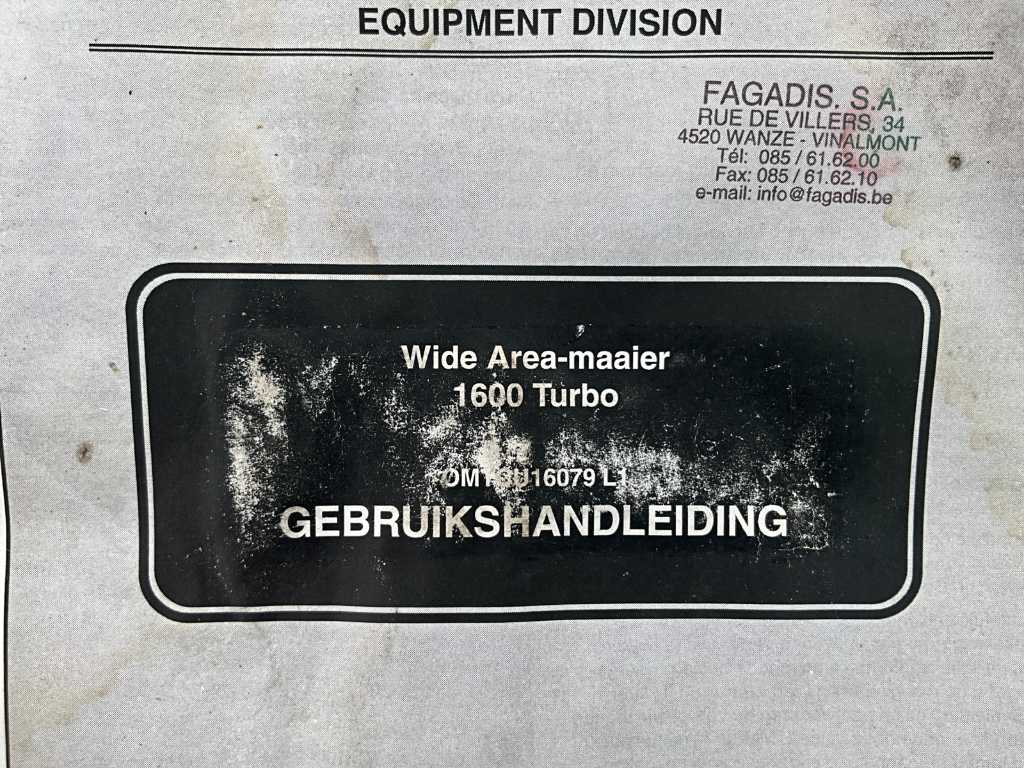 EQUIPMENT DIVISION
FAGADIS. S.A.
RUE DE VILLERS, 34
4520 WANZE - VINALMONT
Tél: 085 / 61.62.00
Fax: 085 / 61.62.10
e-mail: info@fagadis.be
Wide Area-maaier
1600 Turbo
L1
GEBRUIKSHANDLEIDING